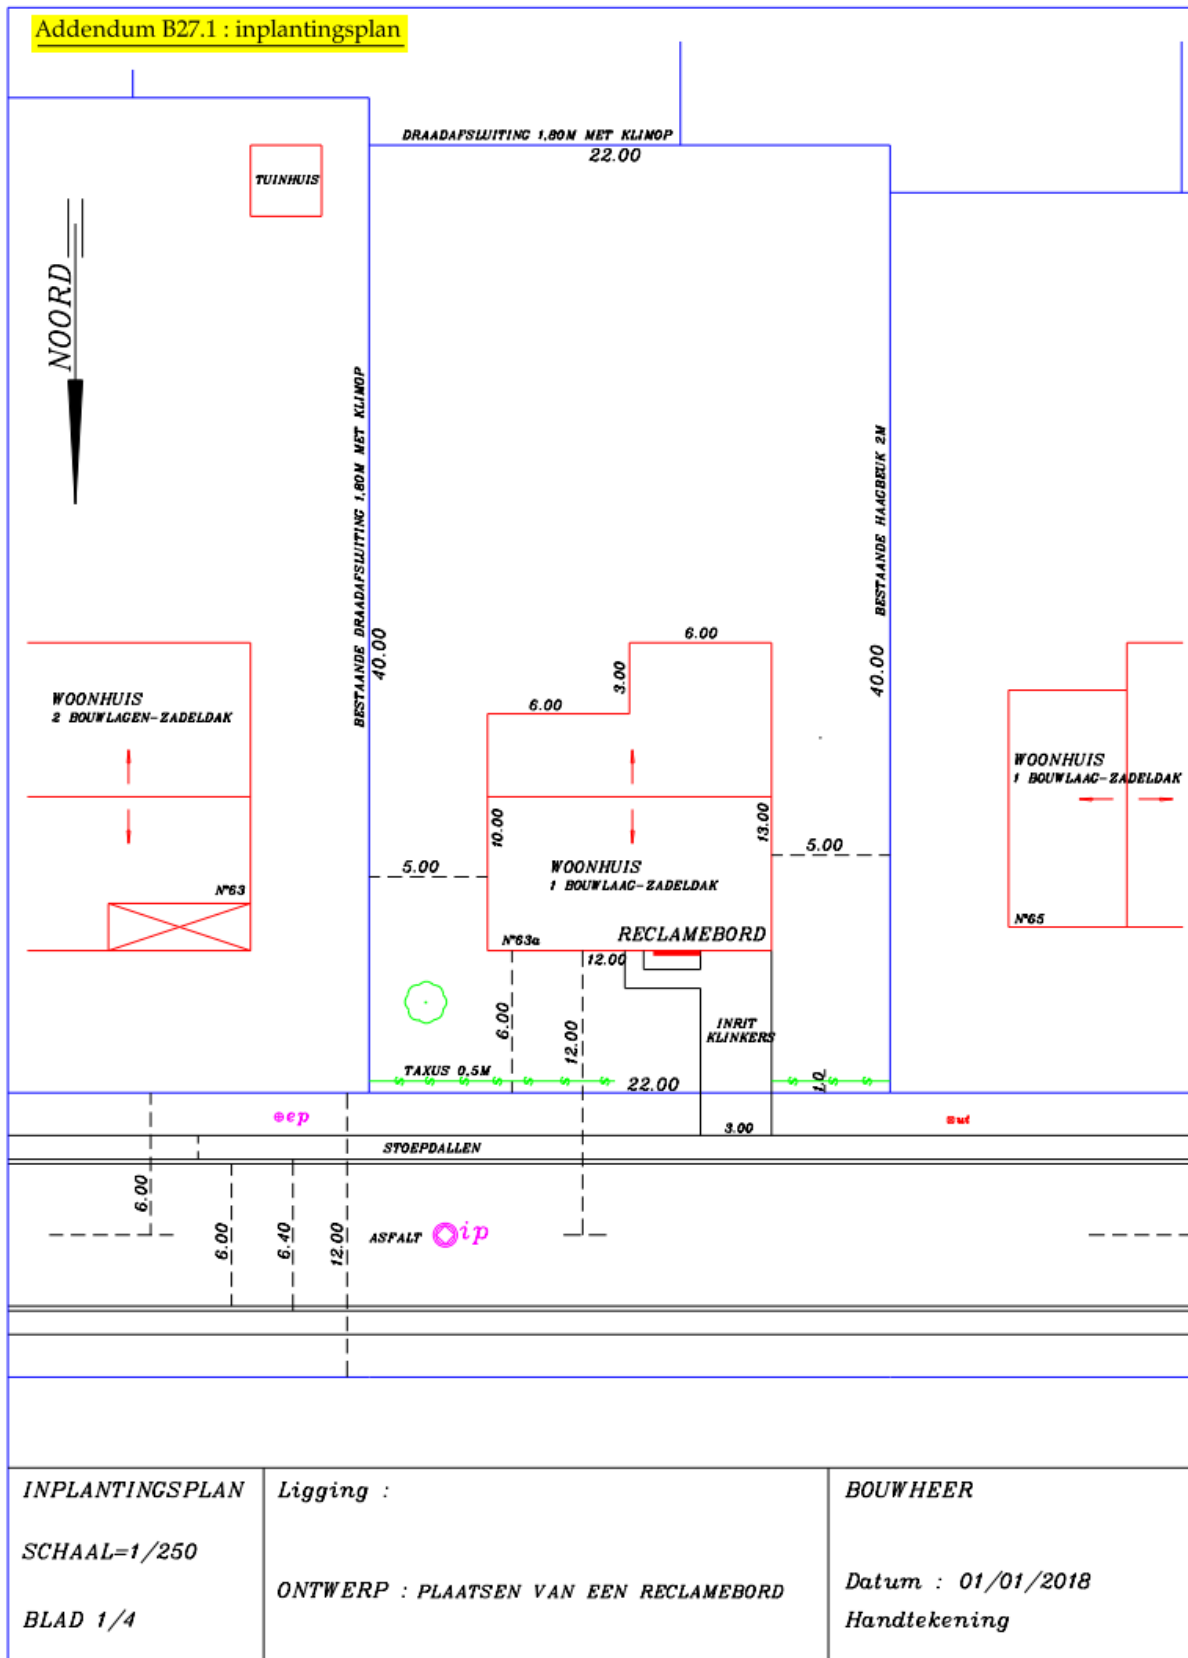 Addendum B27.1 : inplantingsplan
DRAADAFSLUITING 1,80M MET KLIMOP
22.00
TUINHUIS
NOORD
BESTAANDE DRAADAFSLUITING 1,80M MET KLIMOP
40.00
BESTAANDE HAAGBEUK 2M
40.00
6.00
3.00
6.00
WOONHUIS
2 BOUWLAGEN-ZADELDAK
N°63
10.00
13.00
WOONHUIS
1 BOUWLAAG-ZADELDAK
5.00
5.00
WOONHUIS
1 BOUWLAAG-ZADELDAK
N°65
N°63a
RECLAMEBORD
12.00
6.00
12.00
INRIT
KLINKERS
TAXUS 0,5M
22.00
1.0
ep
3.00
ut
STOEPDALLEN
6.00
6.00
6.40
12.00
ASFALT
ip
INPLANTINGSPLAN
SCHAAL=1/250
BLAD 1/4
Ligging :
ONTWERP : PLAATSEN VAN EEN RECLAMEBORD
BOUWHEER
Datum : 01/01/2018
Handtekening